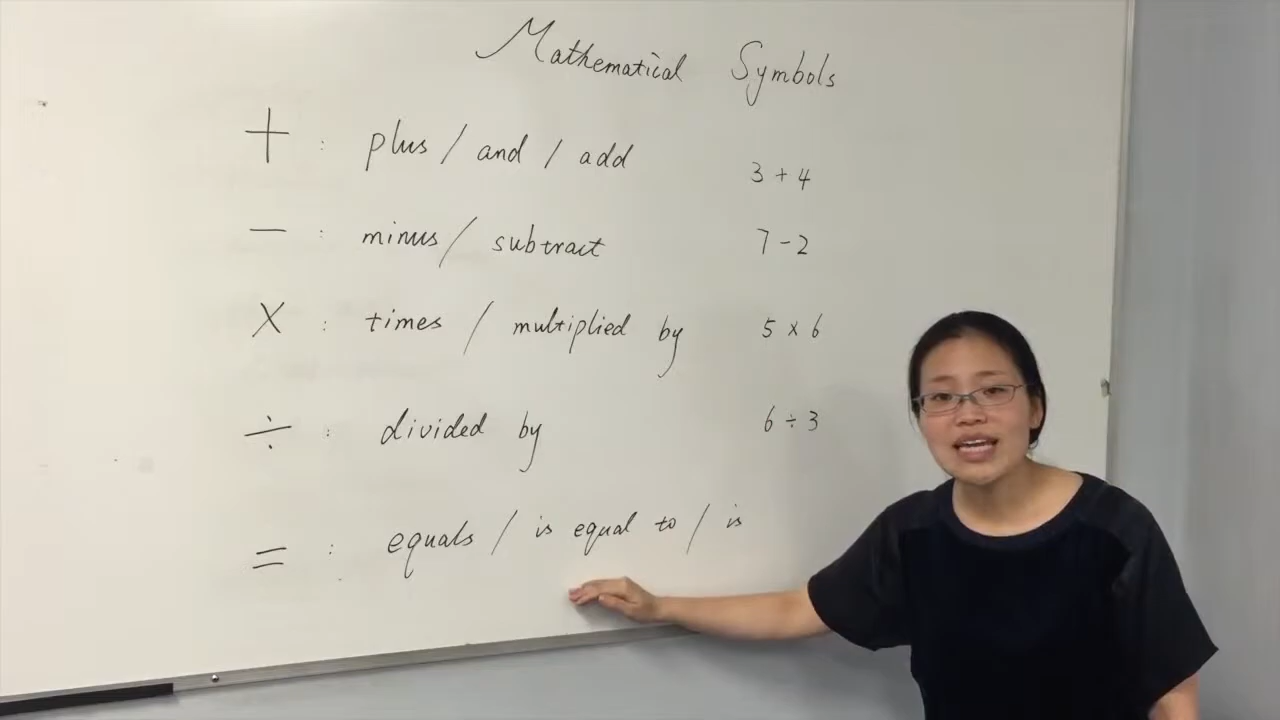 Mathematical Symbols
+ : plus / and / add 3 + 4
− : minus / subtract 7 - 2
× : times / multiplied by 5 × 6
÷ : divided by 6 ÷ 3
= : equals / is equal to / is